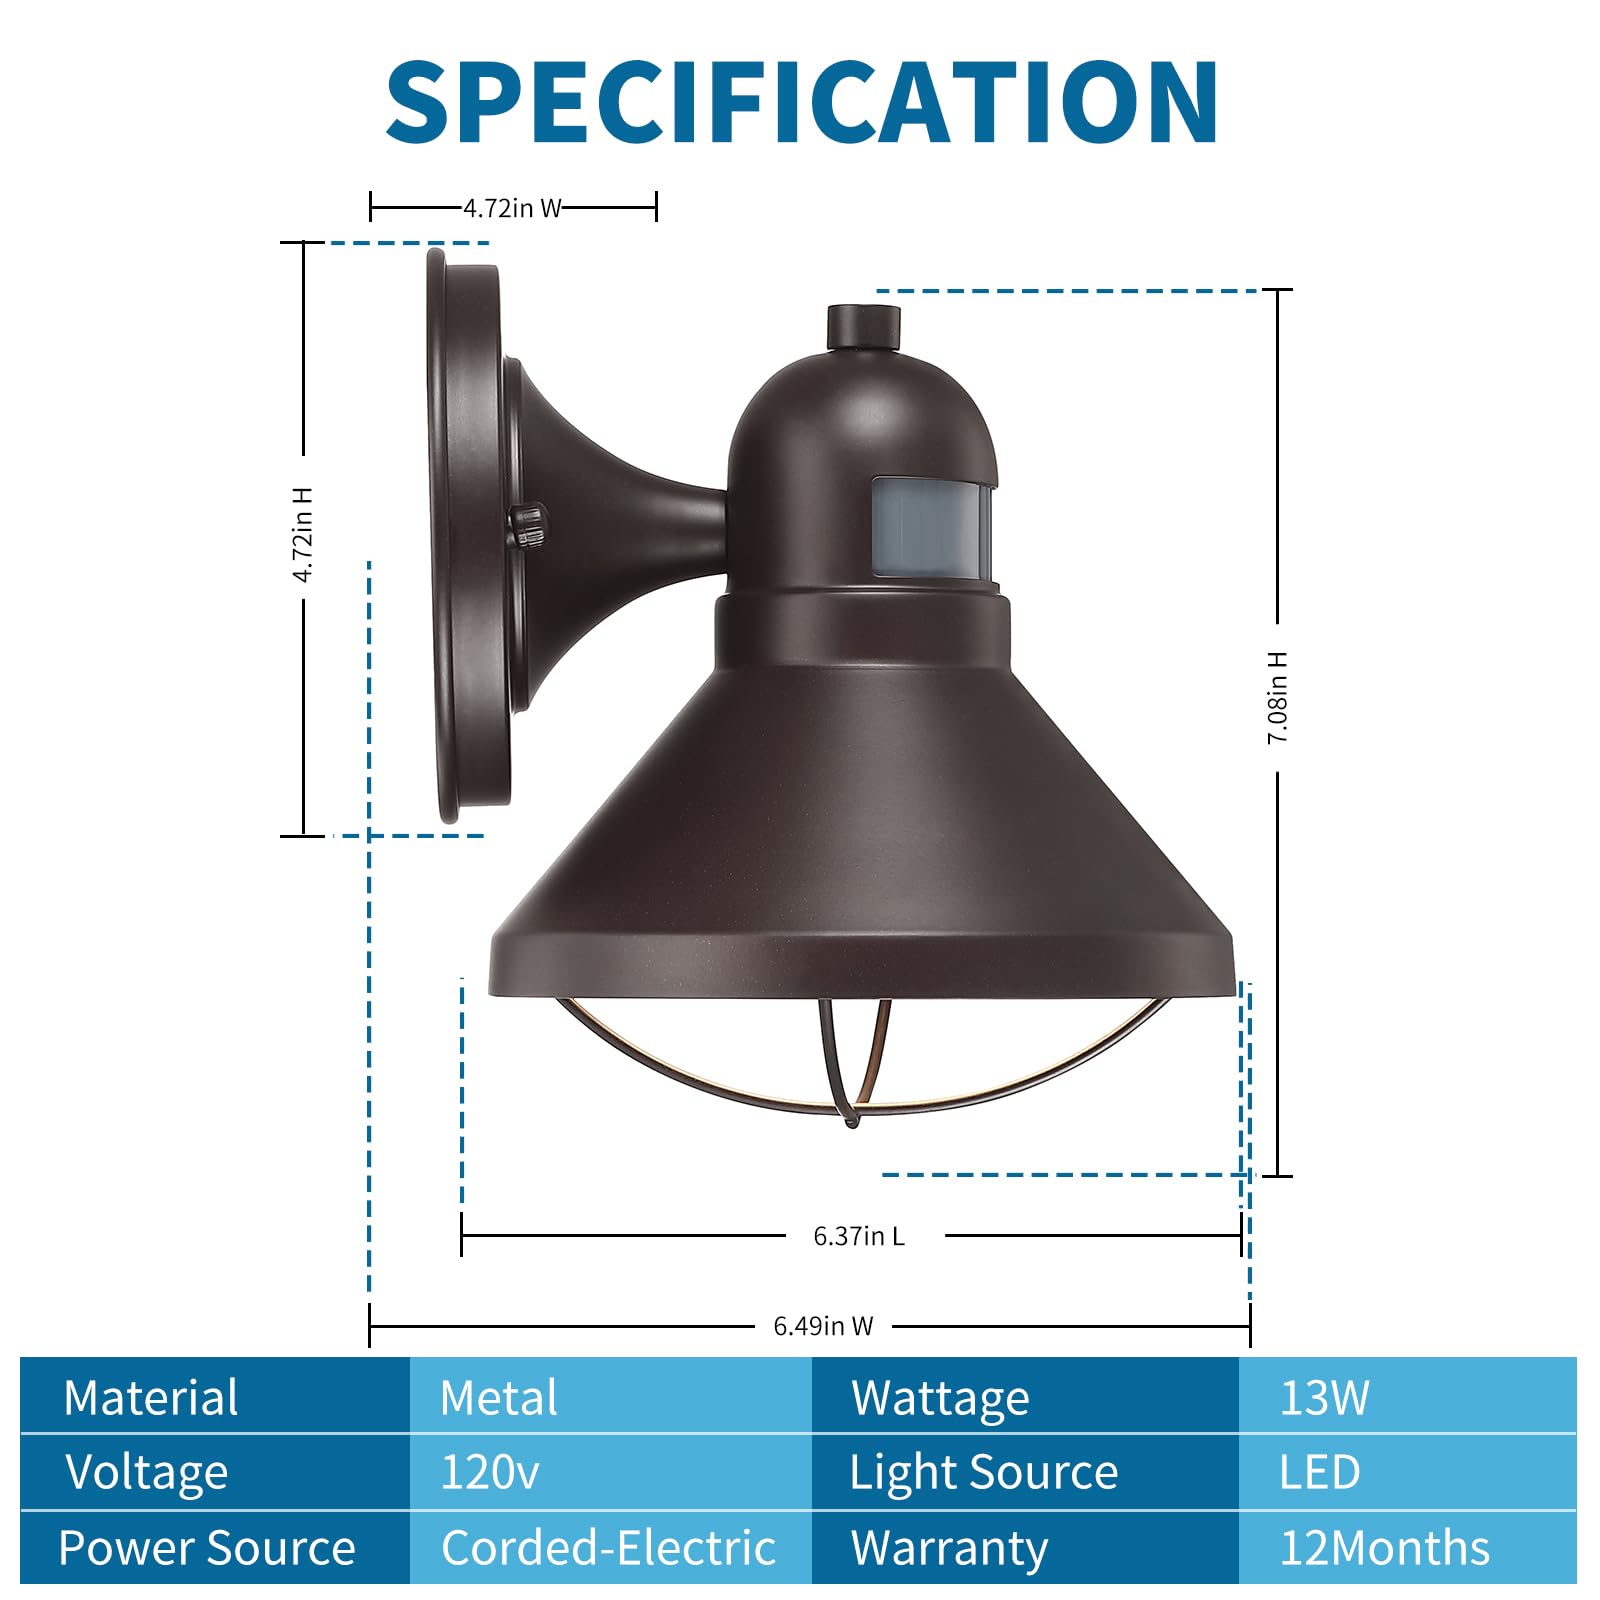 SPECIFICATION
4.72in W
4.72in H
7.08in H
6.37in L
6.49in W
Material Metal Wattage 13W
Voltage 120v Light Source LED
Power Source Corded-Electric Warranty 12Months